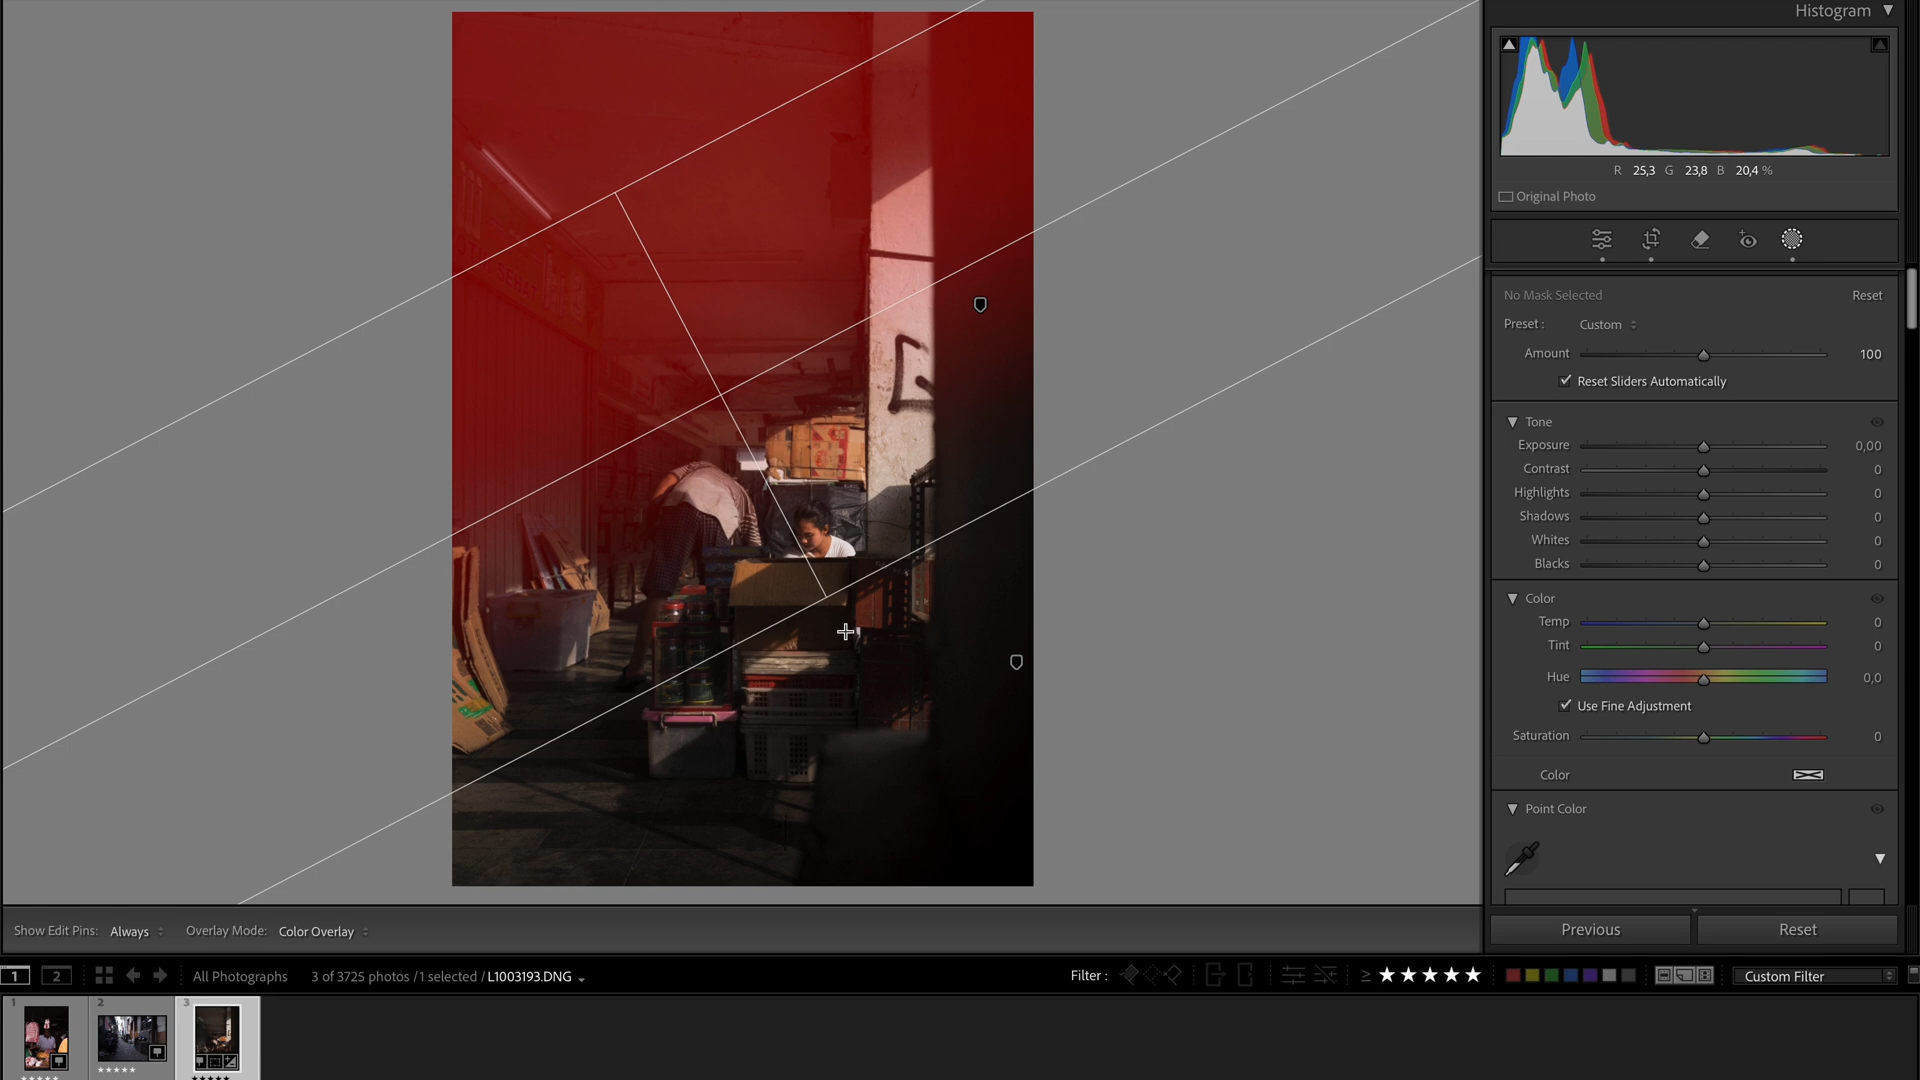 Histogram
R 25,3 G 23,8 B 20,4 %
Original Photo
No Mask Selected Reset
Preset : Custom
Amount 100
Reset Sliders Automatically
Tone
Exposure 0,00
Contrast 0
Highlights 0
Shadows 0
Whites 0
Blacks 0
Color
Temp 0
Tint 0
Hue 0,0
Use Fine Adjustment
Saturation 0
Color
Point Color
Show Edit Pins: Always Overlay Mode: Color Overlay
Previous Reset
1 2 All Photographs 3 of 3725 photos / 1 selected / L1003193.DNG Filter : ≥ ★★★★★ Custom Filter
1 2 3